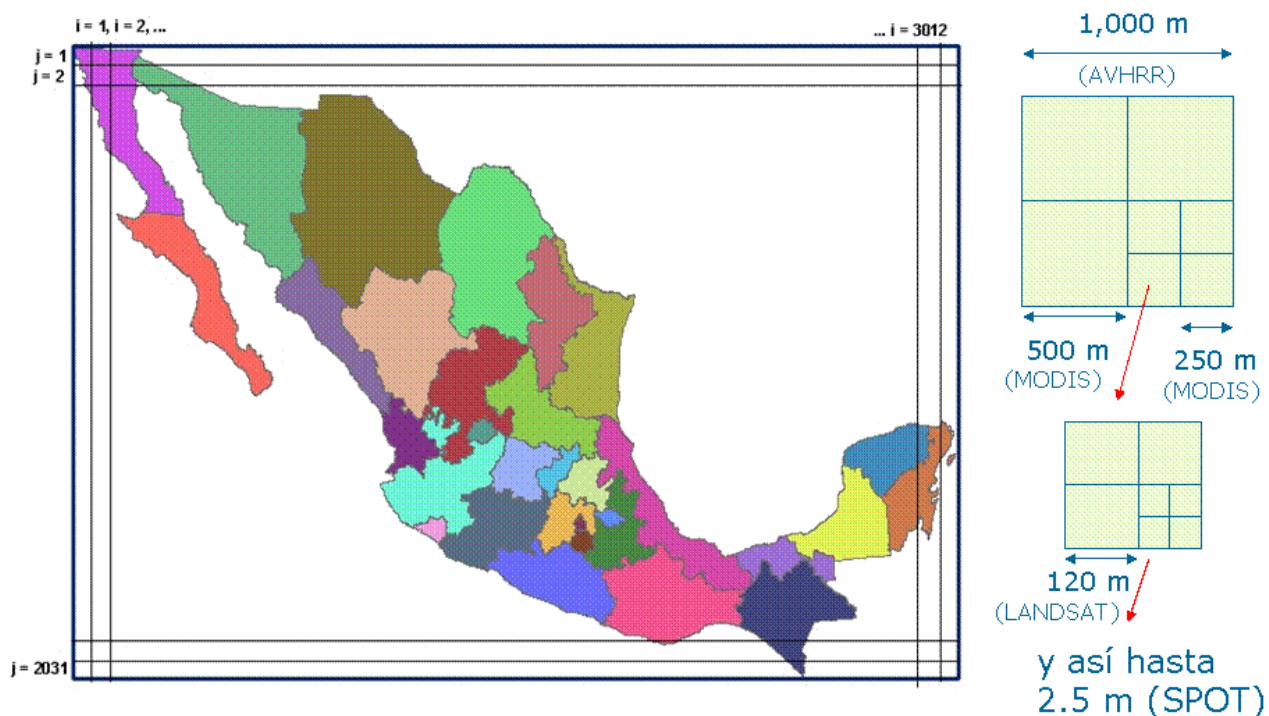 i = 1, i = 2, ...
... i = 3012
j = 1
j = 2
j = 2031
1,000 m
(AVHRR)
500 m
(MODIS)
250 m
(MODIS)
120 m
(LANDSAT)
y así hasta
2.5 m (SPOT)